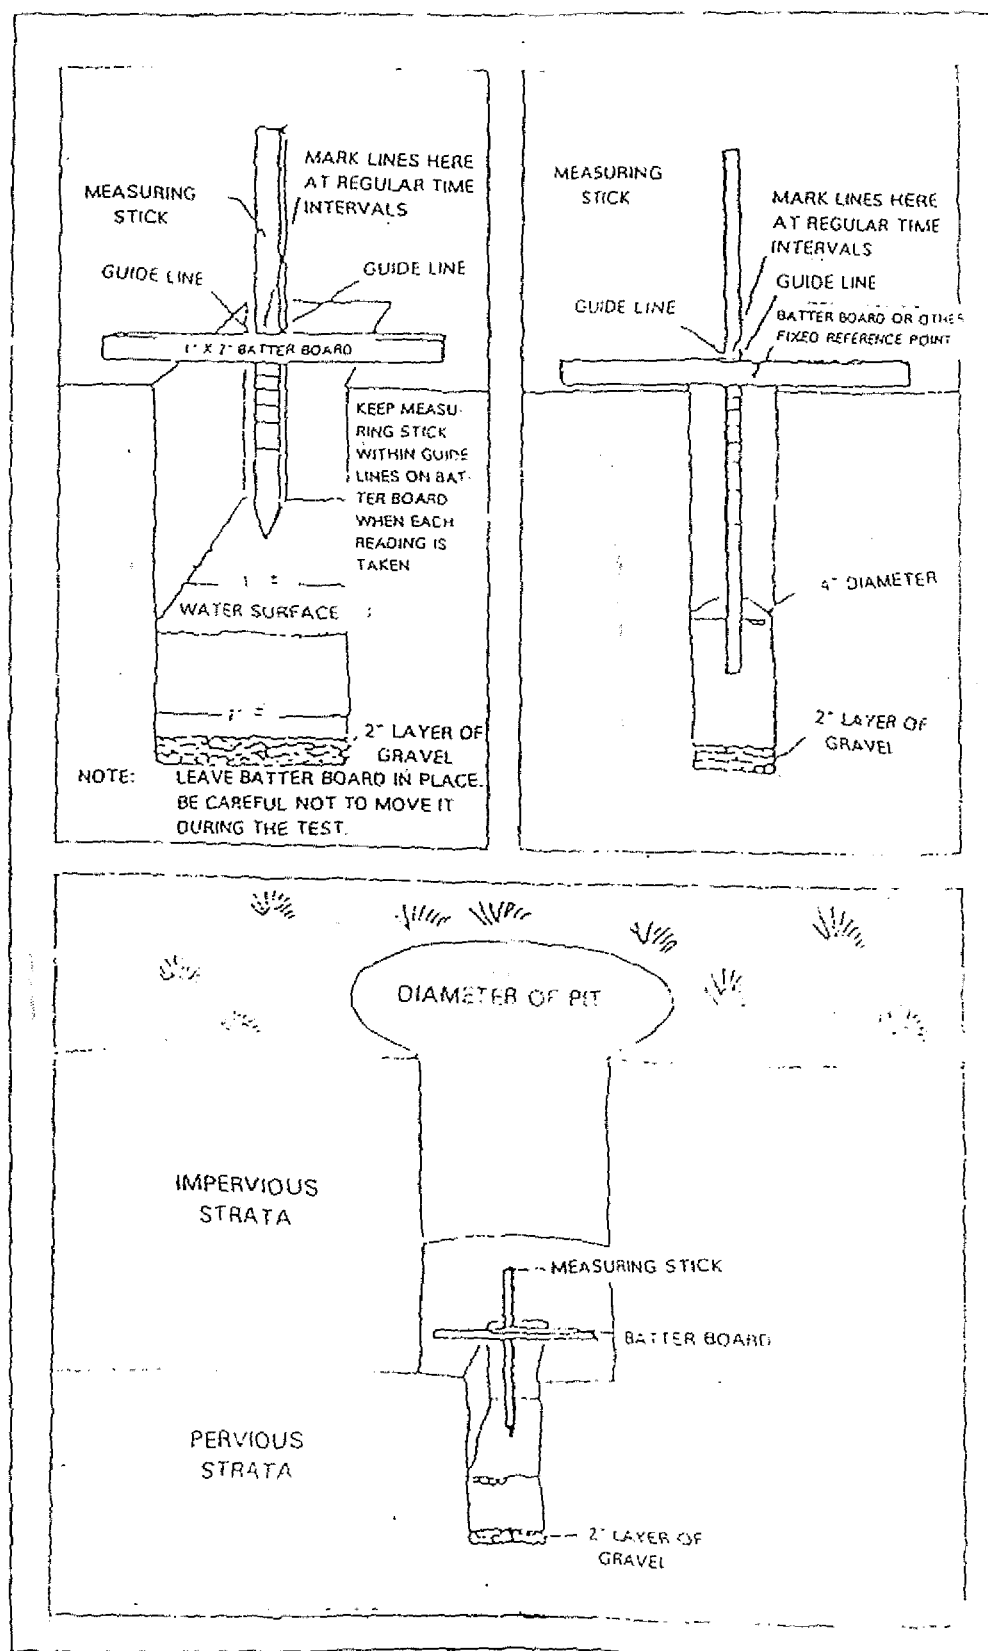 MEASURING
STICK
MARK LINES HERE
AT REGULAR TIME
INTERVALS
GUIDE LINE
GUIDE LINE
1" X 2" BATTER BOARD
KEEP MEASU-
RING STICK
WITHIN GUIDE
LINES ON BAT-
TER BOARD
WHEN EACH
READING IS
TAKEN
WATER SURFACE
2" LAYER OF
GRAVEL
NOTE: LEAVE BATTER BOARD IN PLACE.
BE CAREFUL NOT TO MOVE IT
DURING THE TEST.
MEASURING
STICK
MARK LINES HERE
AT REGULAR TIME
INTERVALS
GUIDE LINE
GUIDE LINE
BATTER BOARD OR OTHER
FIXED REFERENCE POINT
4" DIAMETER
2" LAYER OF
GRAVEL
DIAMETER OF PIT
IMPERVIOUS
STRATA
MEASURING STICK
BATTER BOARD
PERVIOUS
STRATA
2" LAYER OF
GRAVEL